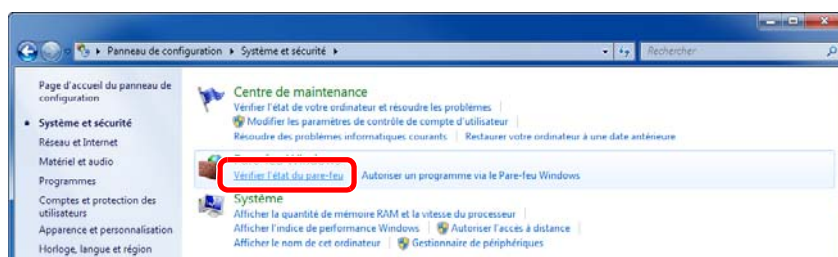 Panneau de configuration ▸ Système et sécurité ▸
Rechercher
Page d'accueil du panneau de
configuration
Système et sécurité
Réseau et Internet
Matériel et audio
Programmes
Comptes et protection des
utilisateurs
Apparence et personnalisation
Horloge, langue et région
Centre de maintenance
Vérifier l'état de votre ordinateur et résoudre les problèmes
Modifier les paramètres de contrôle de compte d'utilisateur
Résoudre des problèmes informatiques courants | Restaurer votre ordinateur à une date antérieure
Vérifier l'état du pare-feu | Autoriser un programme via le Pare-feu Windows
Système
Afficher la quantité de mémoire RAM et la vitesse du processeur
Afficher l'indice de performance Windows | Autoriser l'accès à distance
Afficher le nom de cet ordinateur | Gestionnaire de périphériques